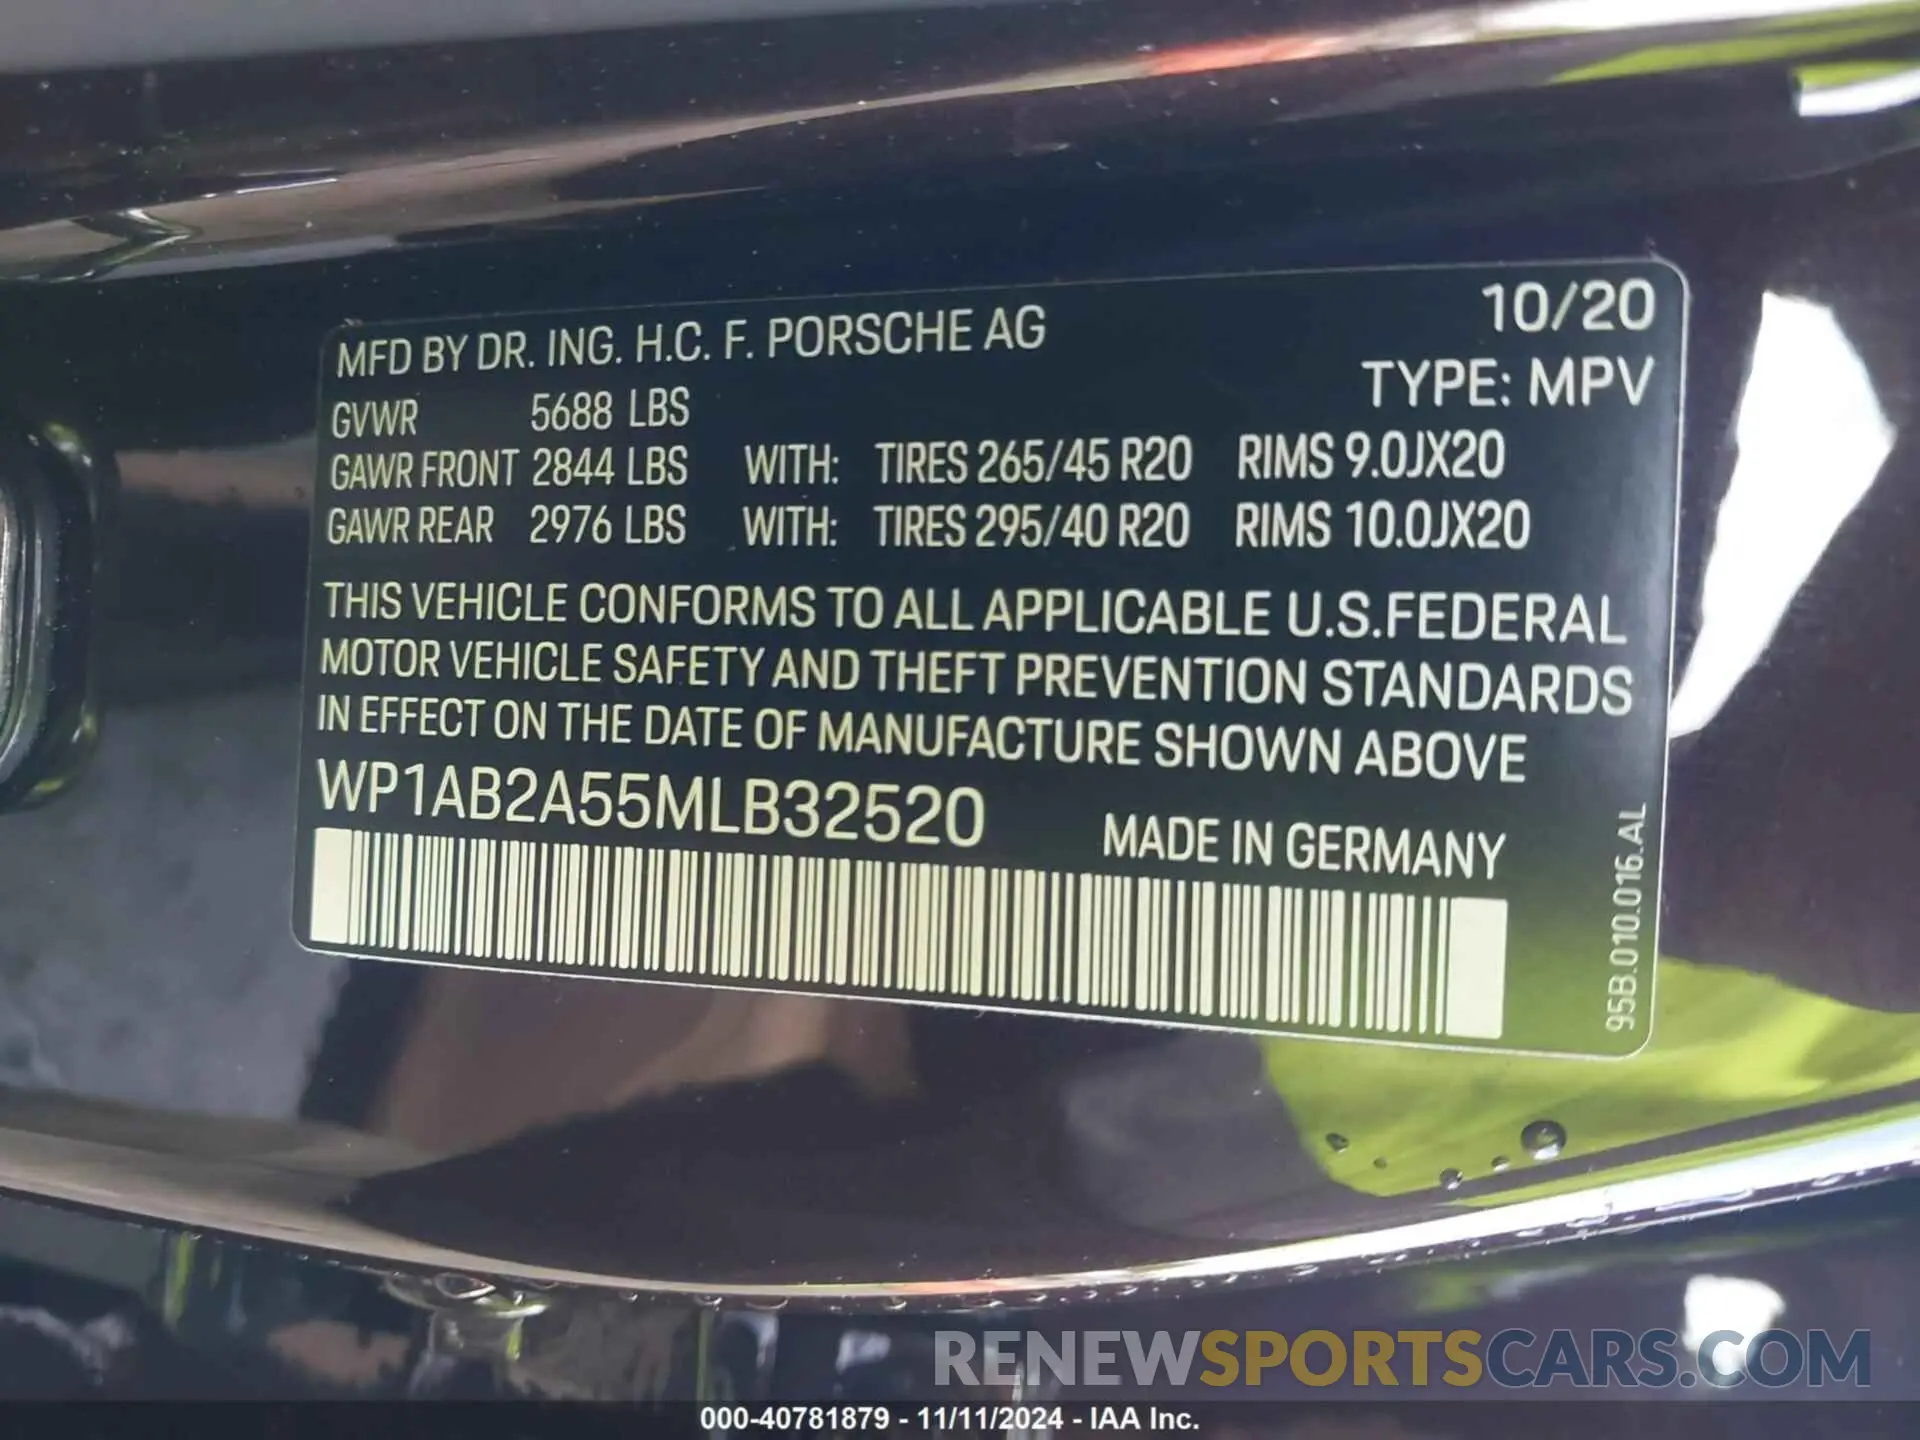 MFD BY DR. ING. H.C. F. PORSCHE AG 10/20
TYPE: MPV
GVWR 5688 LBS
GAWR FRONT 2844 LBS WITH: TIRES 265/45 R20 RIMS 9.0JX20
GAWR REAR 2976 LBS WITH: TIRES 295/40 R20 RIMS 10.0JX20
THIS VEHICLE CONFORMS TO ALL APPLICABLE U.S.FEDERAL
MOTOR VEHICLE SAFETY AND THEFT PREVENTION STANDARDS
IN EFFECT ON THE DATE OF MANUFACTURE SHOWN ABOVE
WP1AB2A55MLB32520
MADE IN GERMANY
95B.010.016.AL
RENEWSPORTSCARS.COM
000-40781879 - 11/11/2024 - IAA Inc.